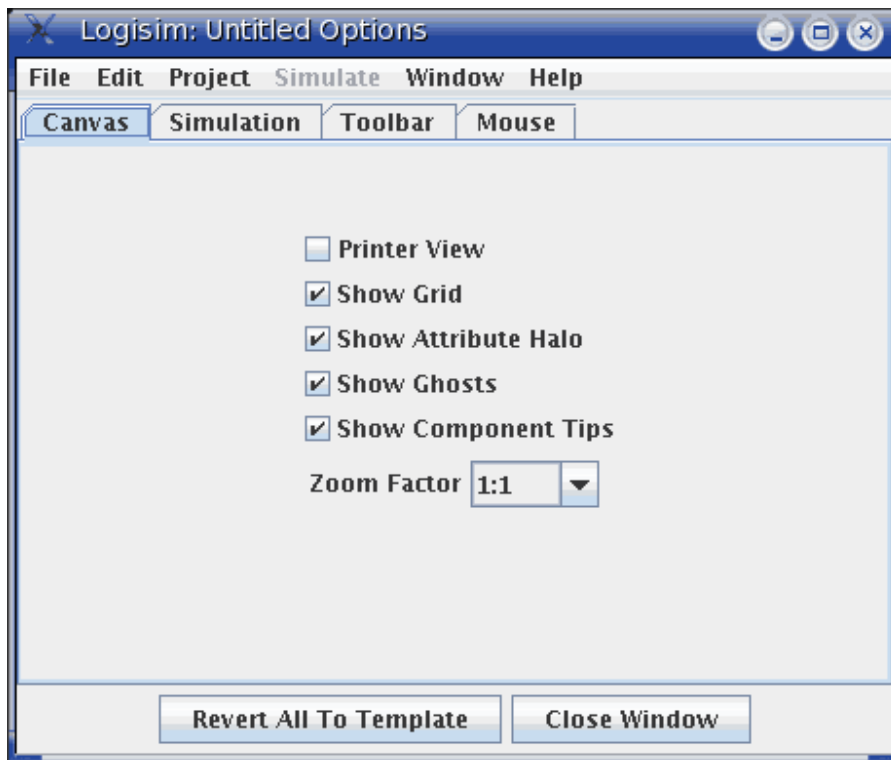 Logisim: Untitled Options
File Edit Project Simulate Window Help
Canvas Simulation Toolbar Mouse
Printer View
Show Grid
Show Attribute Halo
Show Ghosts
Show Component Tips
Zoom Factor 1:1
Revert All To Template Close Window